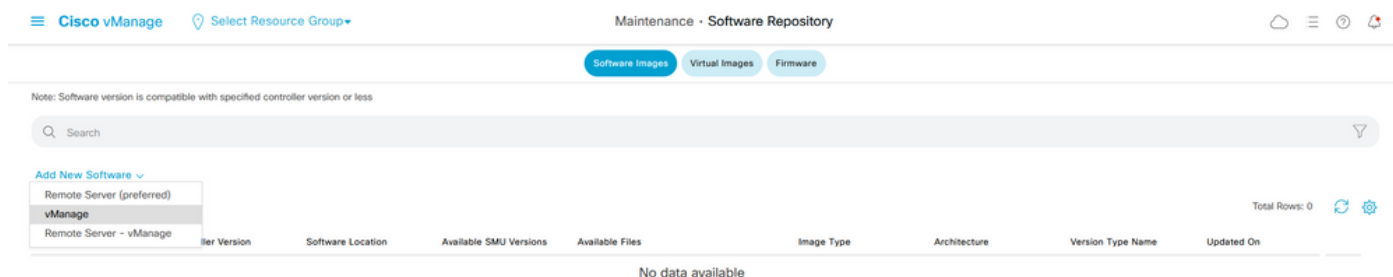 Cisco vManage
Select Resource Group
Maintenance · Software Repository
Software Images
Virtual Images
Firmware
Note: Software version is compatible with specified controller version or less
Search
Add New Software
Remote Server (preferred)
vManage
Remote Server - vManage
Total Rows: 0
ller Version
Software Location
Available SMU Versions
Available Files
Image Type
Architecture
Version Type Name
Updated On
No data available